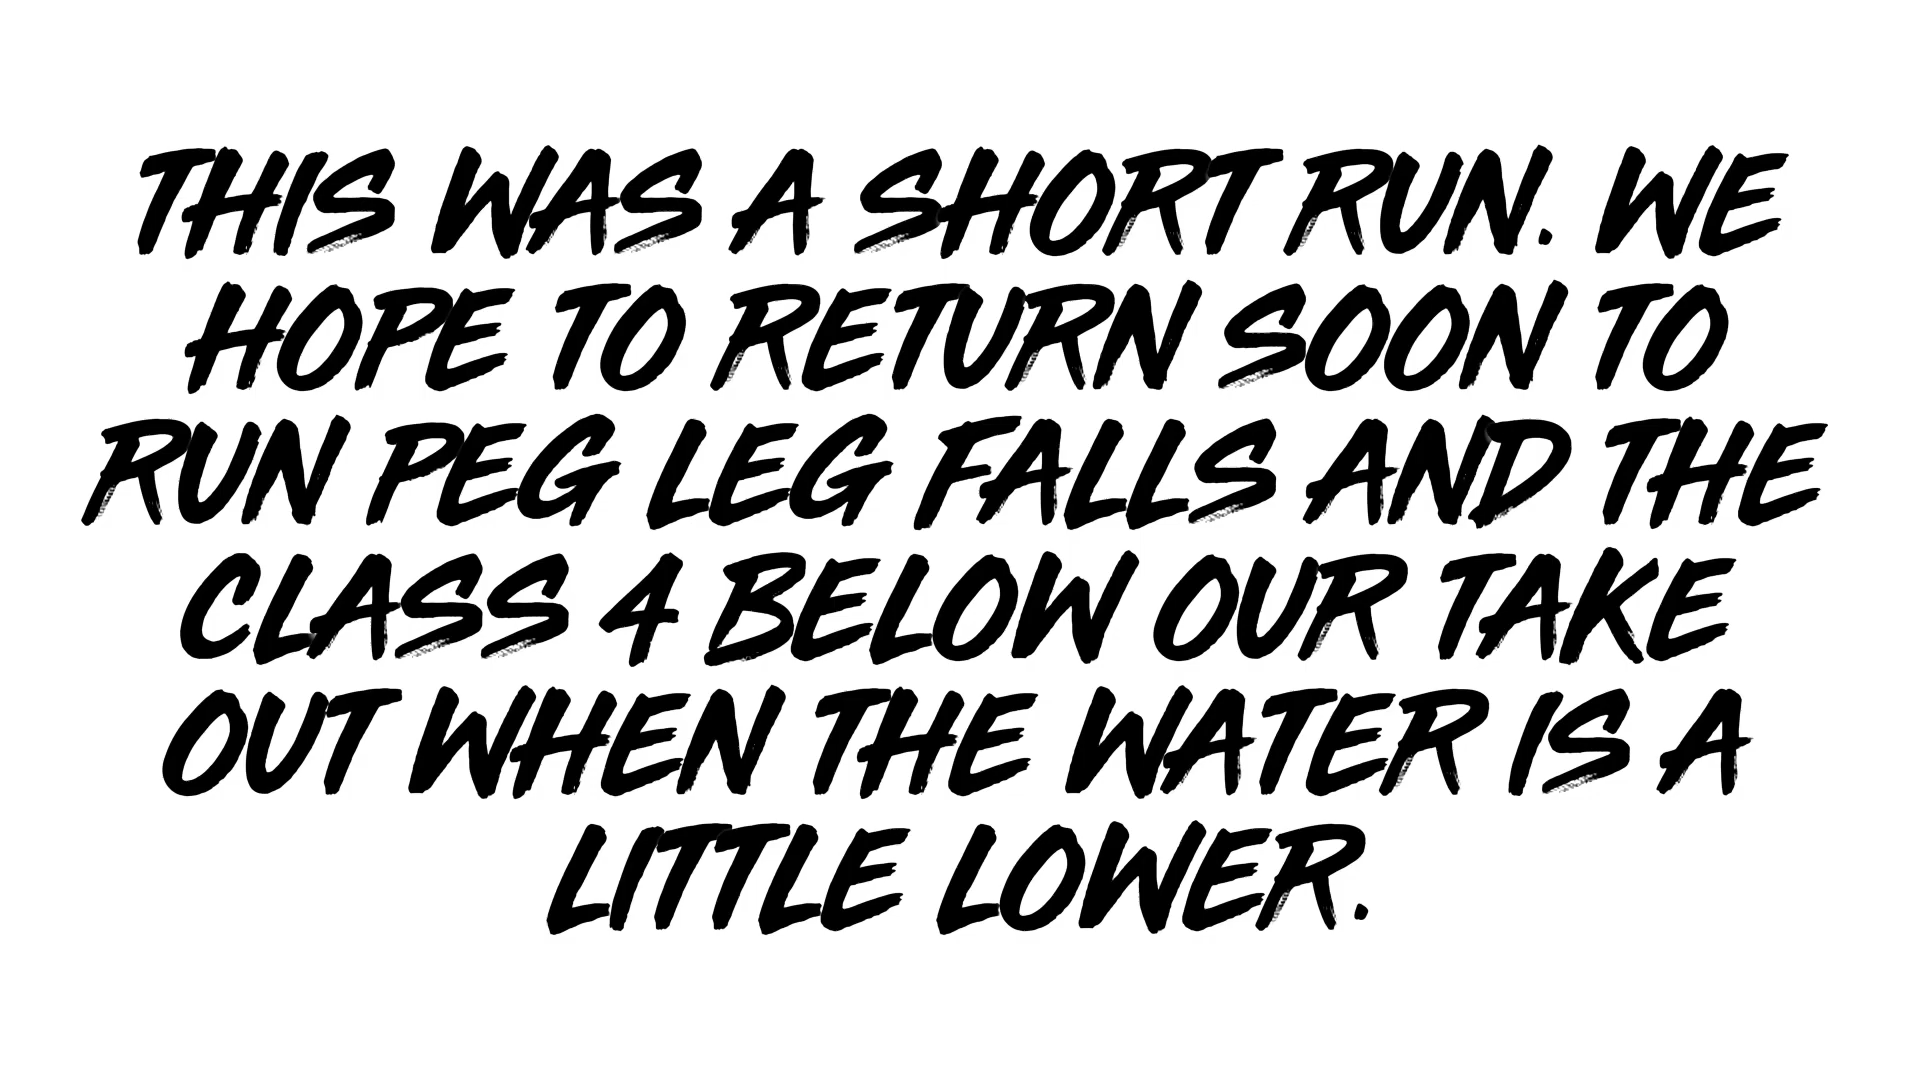 THIS WAS A SHORT RUN. WE
HOPE TO RETURN SOON TO
RUN PEG LEG FALLS AND THE
CLASS 4 BELOW OUR TAKE
OUT WHEN THE WATER IS A
LITTLE LOWER.